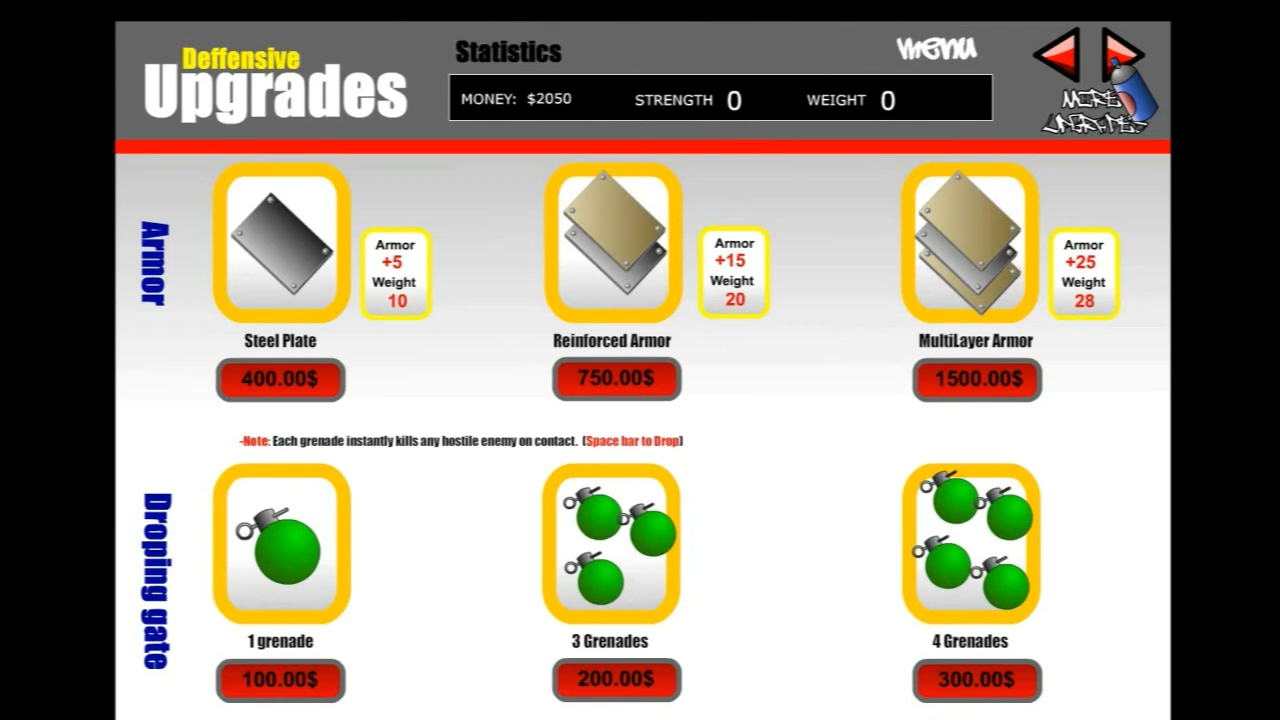 Deffensive
Upgrades
Statistics
menu
MONEY: $2050
STRENGTH 0
WEIGHT 0
MORE
UPGRADES
Armor
Armor
+5
Weight
10
Armor
+15
Weight
20
Armor
+25
Weight
28
Steel Plate
Reinforced Armor
MultiLayer Armor
400.00$
750.00$
1500.00$
-Note: Each grenade instantly kills any hostile enemy on contact. (Space bar to Drop)
Droping gate
1 grenade
3 Grenades
4 Grenades
100.00$
200.00$
300.00$